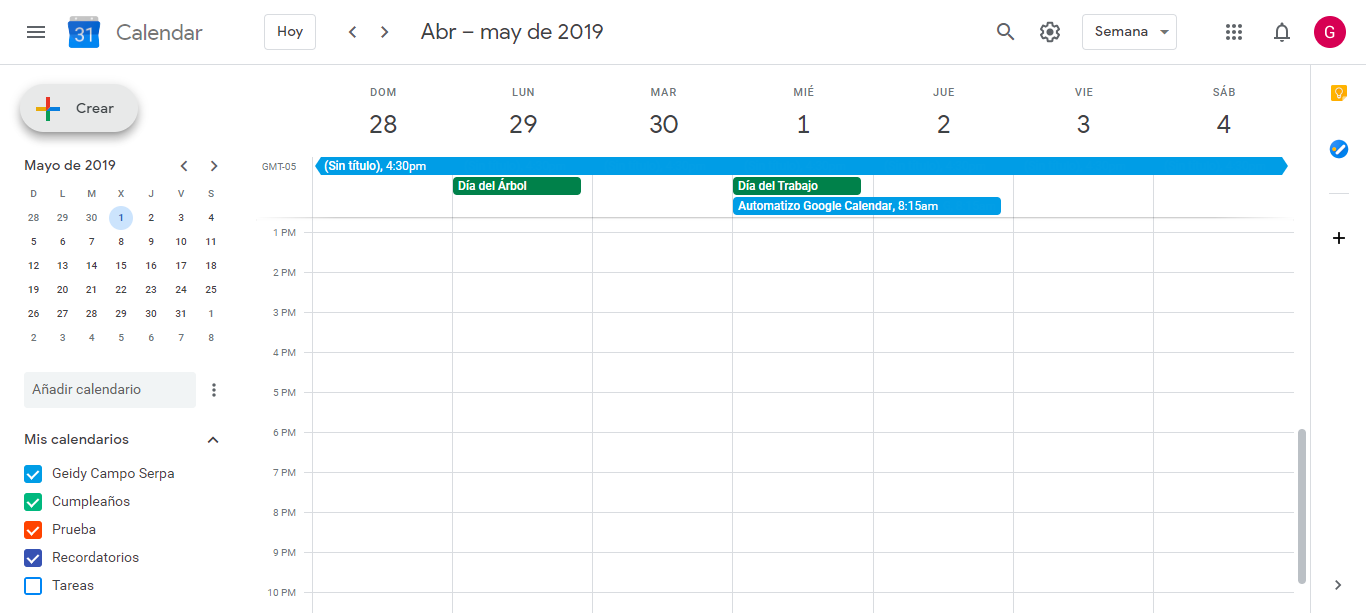 31 Calendar Hoy Abr – may de 2019 Semana G
Crear
Mayo de 2019
D L M X J V S
28 29 30 1 2 3 4
5 6 7 8 9 10 11
12 13 14 15 16 17 18
19 20 21 22 23 24 25
26 27 28 29 30 31 1
2 3 4 5 6 7 8
Añadir calendario
Mis calendarios
Geidy Campo Serpa
Cumpleaños
Prueba
Recordatorios
Tareas
DOM LUN MAR MIÉ JUE VIE SÁB
28 29 30 1 2 3 4
GMT-05 (Sin título), 4:30pm
Día del Árbol Día del Trabajo
Automatizo Google Calendar, 8:15am
1 PM
2 PM
3 PM
4 PM
5 PM
6 PM
7 PM
8 PM
9 PM
10 PM